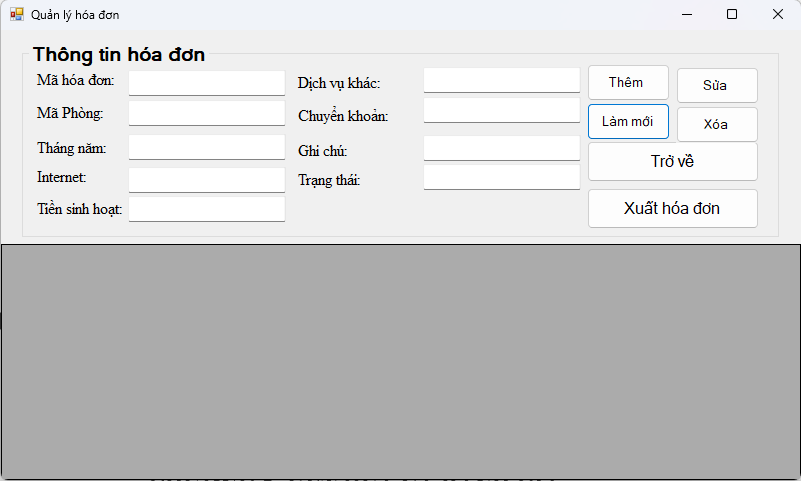 Quản lý hóa đơn
Thông tin hóa đơn
Mã hóa đơn:
Dịch vụ khác:
Thêm
Sửa
Mã Phòng:
Chuyển khoản:
Làm mới
Xóa
Tháng năm:
Ghi chú:
Trở về
Internet:
Trạng thái:
Tiền sinh hoạt:
Xuất hóa đơn